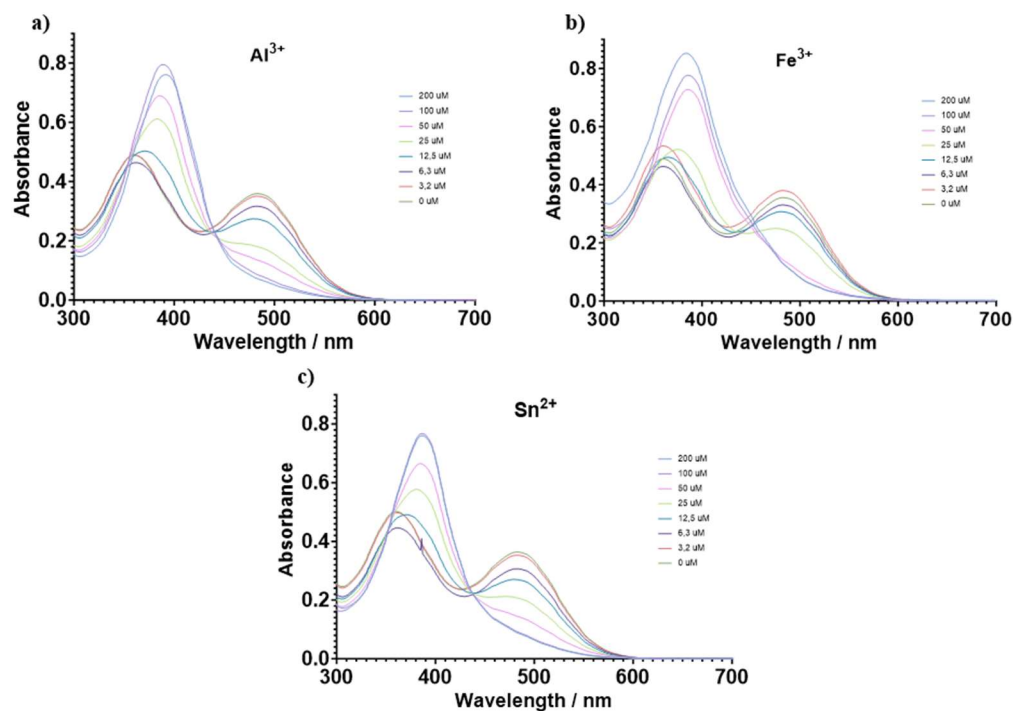 a)
Al3+
0.8
0.6
0.4
0.2
0.0
300 400 500 600 700
Absorbance
Wavelength / nm
200 uM
100 uM
50 uM
25 uM
12,5 uM
6,3 uM
3,2 uM
0 uM
b)
Fe3+
0.8
0.6
0.4
0.2
0.0
300 400 500 600 700
Absorbance
Wavelength / nm
200 uM
100 uM
50 uM
25 uM
12,5 uM
6,3 uM
3,2 uM
0 uM
c)
Sn2+
0.8
0.6
0.4
0.2
0.0
300 400 500 600 700
Absorbance
Wavelength / nm
200 uM
100 uM
50 uM
25 uM
12,5 uM
6,3 uM
3,2 uM
0 uM